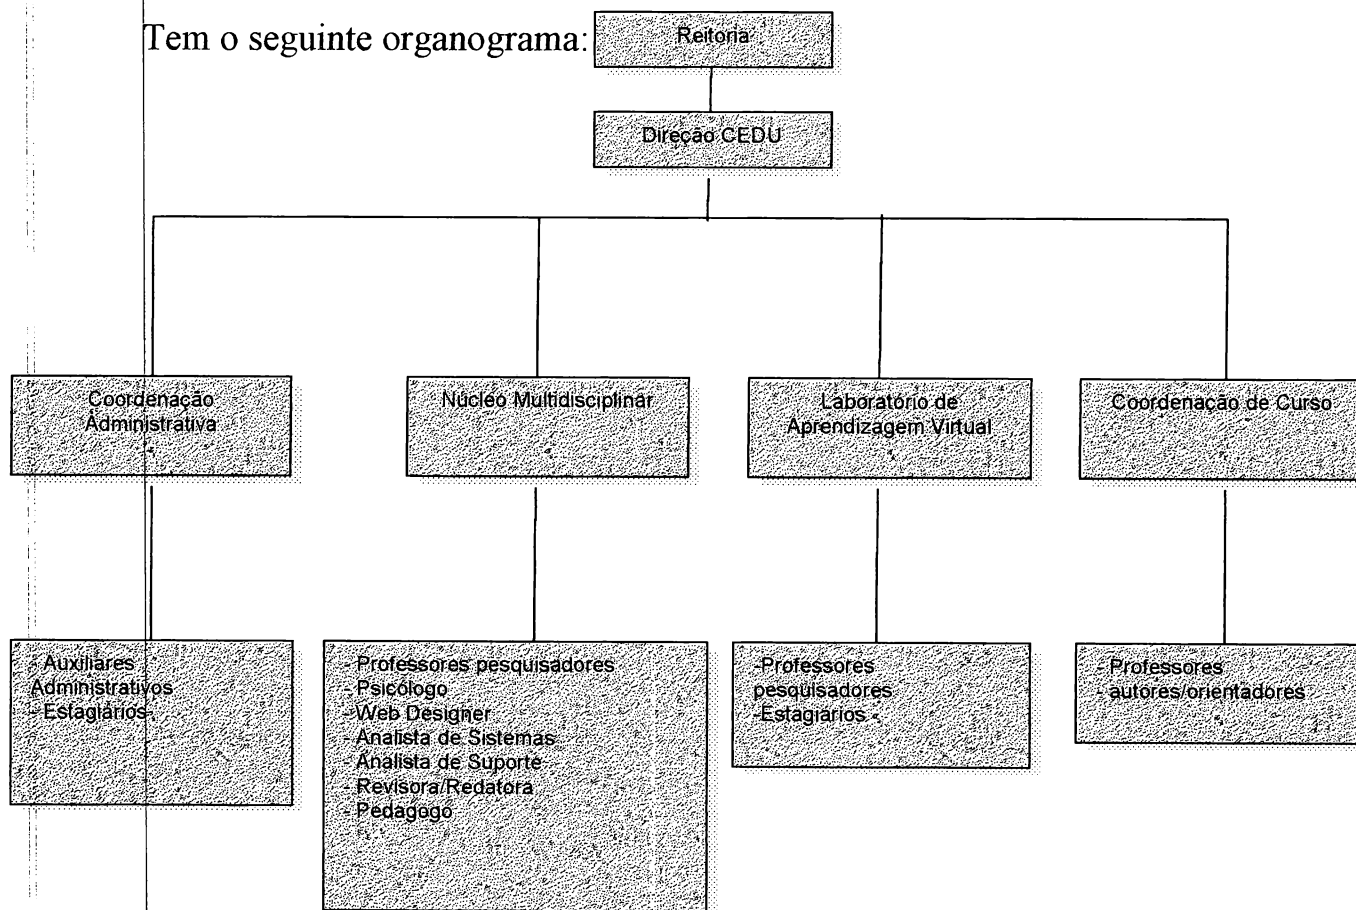 Tem o seguinte organograma:
Reitoria
Direção CEDU
Coordenação
Administrativa
Núcleo Multidisciplinar
Laboratório de
Aprendizagem Virtual
Coordenação de Curso
- Auxiliares
Administrativos
- Estagiários
- Professores pesquisadores
- Psicólogo
- Web Designer
- Analista de Sistemas
- Analista de Suporte
- Revisora/Redatora
- Pedagogo
-Professores
pesquisadores
-Estagiários
- Professores
- autores/orientadores